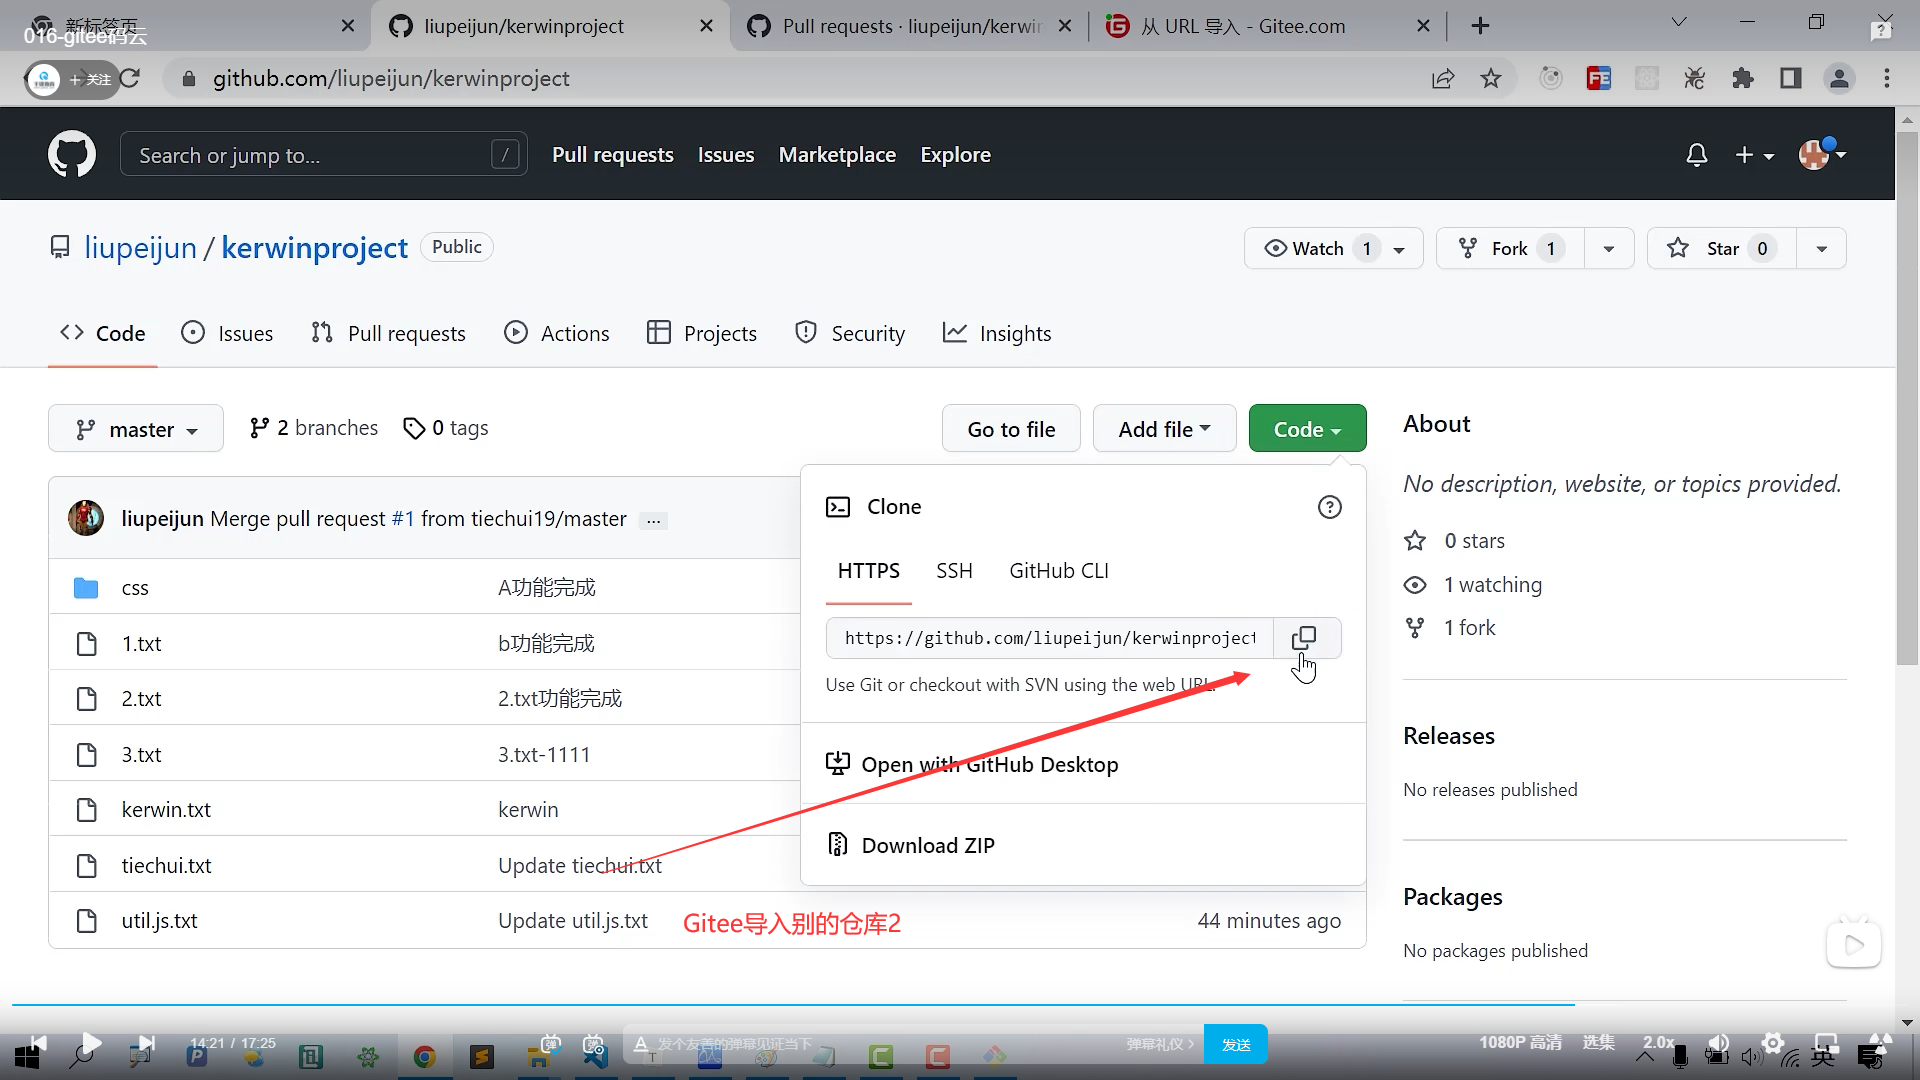 新标签页
016-gitee码云
liupeijun/kerwinproject
Pull requests · liupeijun/kerwin
从 URL 导入 - Gitee.com
+ 关注
github.com/liupeijun/kerwinproject
Search or jump to...
/
Pull requests
Issues
Marketplace
Explore
liupeijun / kerwinproject
Public
Watch 1
Fork 1
Star 0
Code
Issues
Pull requests
Actions
Projects
Security
Insights
master
2 branches
0 tags
Go to file
Add file
Code
About
No description, website, or topics provided.
0 stars
1 watching
1 fork
Releases
No releases published
Packages
No packages published
liupeijun Merge pull request #1 from tiechui19/master ...
css A功能完成
1.txt b功能完成
2.txt 2.txt功能完成
3.txt 3.txt-1111
kerwin.txt kerwin
tiechui.txt Update tiechui.txt
util.js.txt Update util.js.txt 44 minutes ago
Clone
HTTPS
SSH
GitHub CLI
https://github.com/liupeijun/kerwinproject
Use Git or checkout with SVN using the web URL.
Open with GitHub Desktop
Download ZIP
Gitee导入别的仓库2
14:21 / 17:25
发个友善的弹幕见证当下
弹幕礼仪 >
发送
1080P 高清
选集
2.0x
英